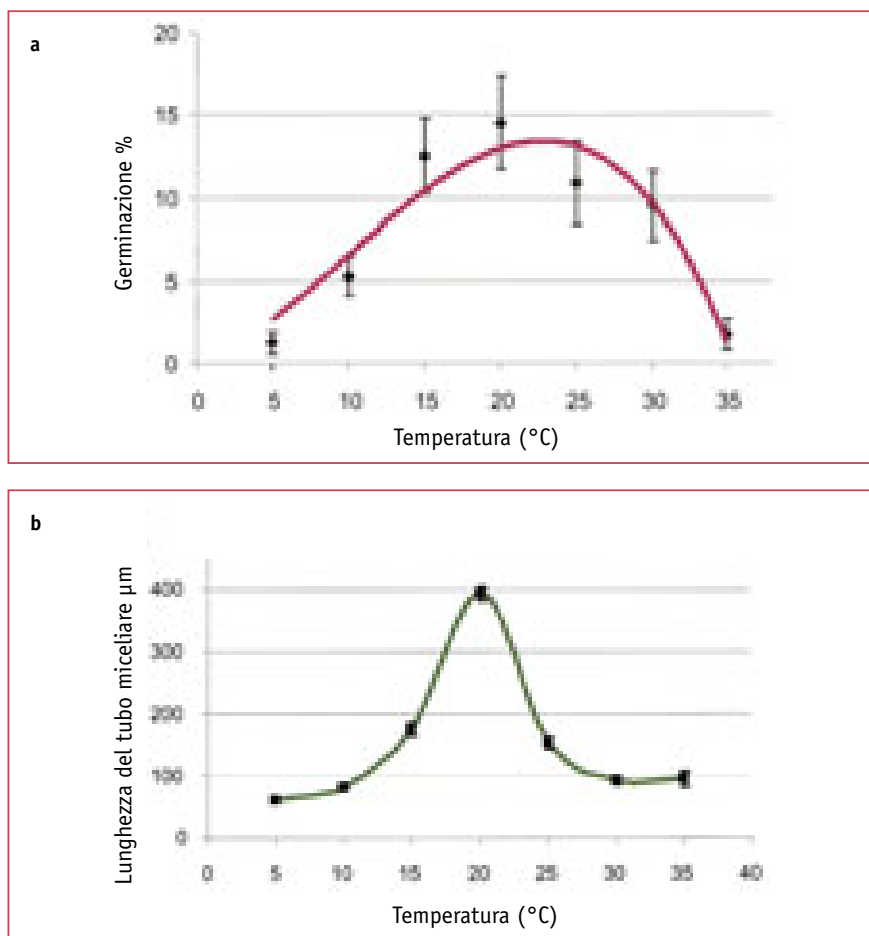 a
Germinazione %
20
15
10
5
0
0 5 10 15 20 25 30 35
Temperatura (°C)
b
Lunghezza del tubo miceliare µm
400
300
200
100
0
0 5 10 15 20 25 30 35 40
Temperatura (°C)